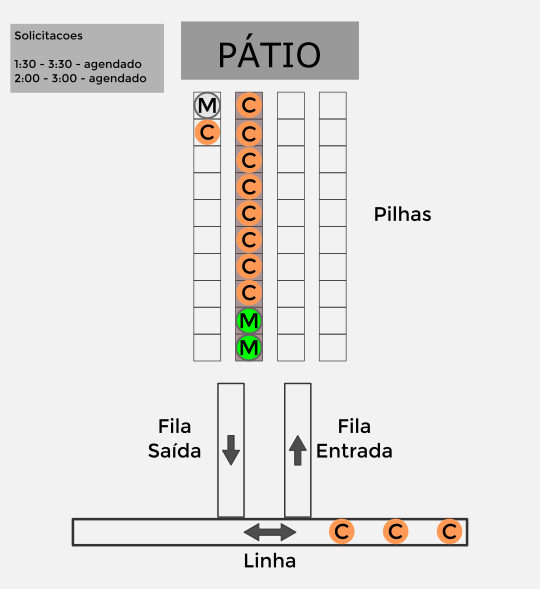 Solicitacoes
1:30 - 3:30 - agendado
2:00 - 3:00 - agendado
PÁTIO
M C
C C
C
C
C
C
C
C
M
M
Pilhas
Fila
Saída
Fila
Entrada
C C C
Linha